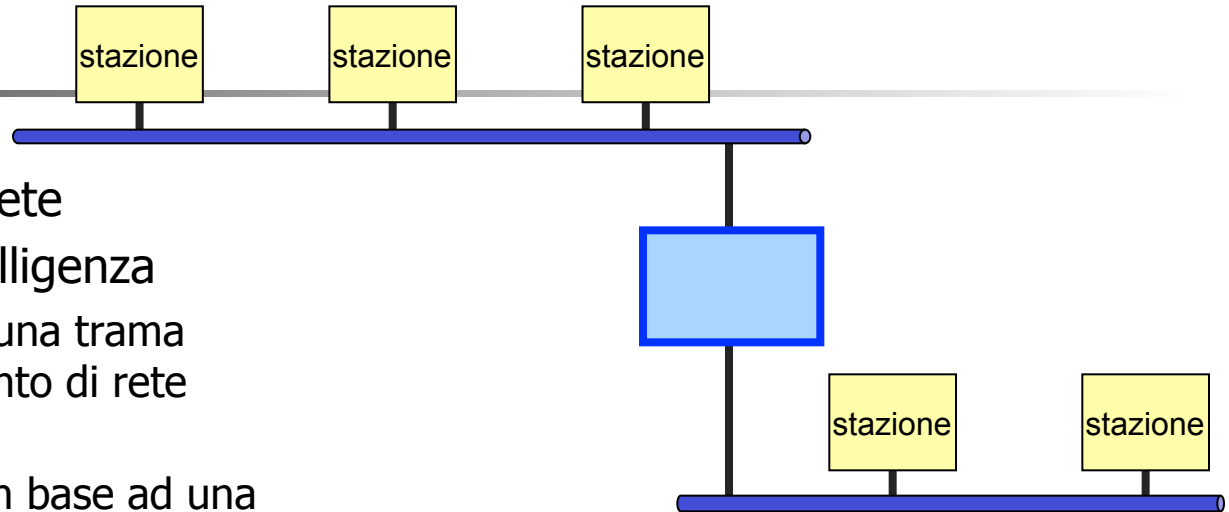 stazione stazione stazione
ete
lligenza
una trama
nto di rete
stazione stazione
n base ad una